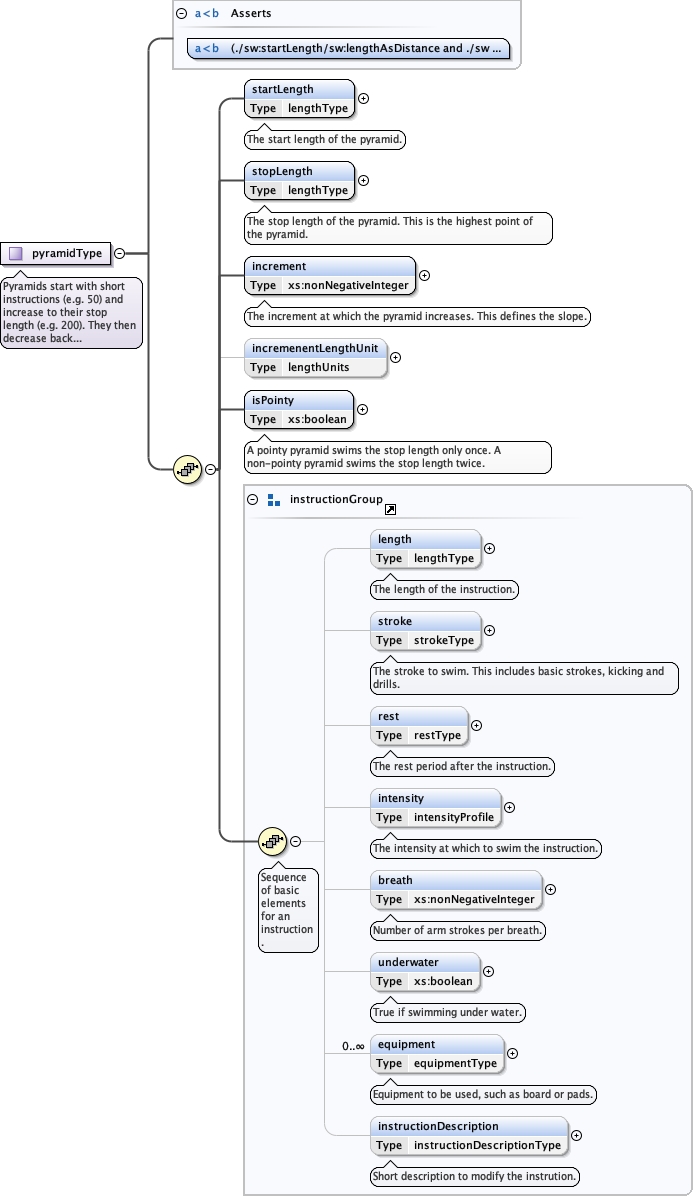 a<b Asserts
a<b (./sw:startLength/sw:lengthAsDistance and ./sw ...
startLength
Type lengthType
The start length of the pyramid.
stopLength
Type lengthType
The stop length of the pyramid. This is the highest point of
the pyramid.
pyramidType
Pyramids start with short
instructions (e.g. 50) and
increase to their stop
length (e.g. 200). They then
decrease back...
increment
Type xs:nonNegativeInteger
The increment at which the pyramid increases. This defines the slope.
incremenentLengthUnit
Type lengthUnits
isPointy
Type xs:boolean
A pointy pyramid swims the stop length only once. A
non-pointy pyramid swims the stop length twice.
instructionGroup
length
Type lengthType
The length of the instruction.
stroke
Type strokeType
The stroke to swim. This includes basic strokes, kicking and
drills.
rest
Type restType
The rest period after the instruction.
intensity
Type intensityProfile
The intensity at which to swim the instruction.
Sequence
of basic
elements
for an
instruction
.
breath
Type xs:nonNegativeInteger
Number of arm strokes per breath.
underwater
Type xs:boolean
True if swimming under water.
0..∞
equipment
Type equipmentType
Equipment to be used, such as board or pads.
instructionDescription
Type instructionDescriptionType
Short description to modify the instrution.